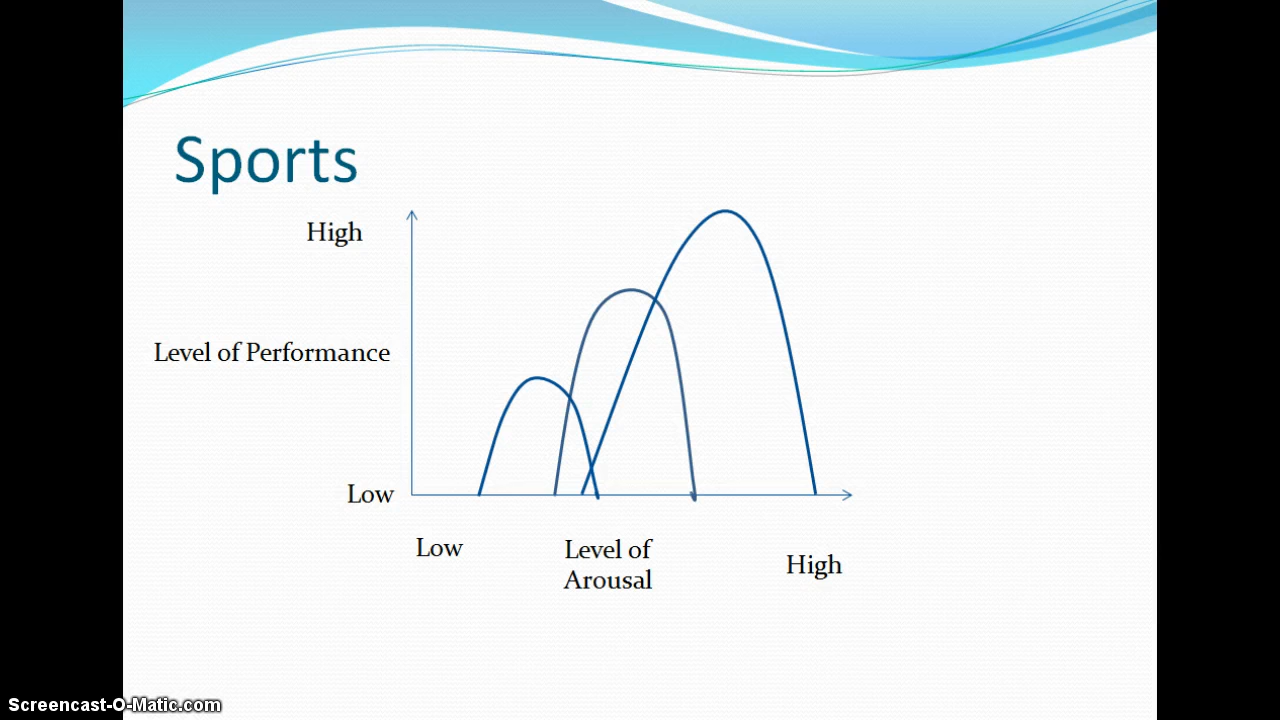 Sports
High
Level of Performance
Low
Low
Level of
Arousal
High
Screencast-O-Matic.com